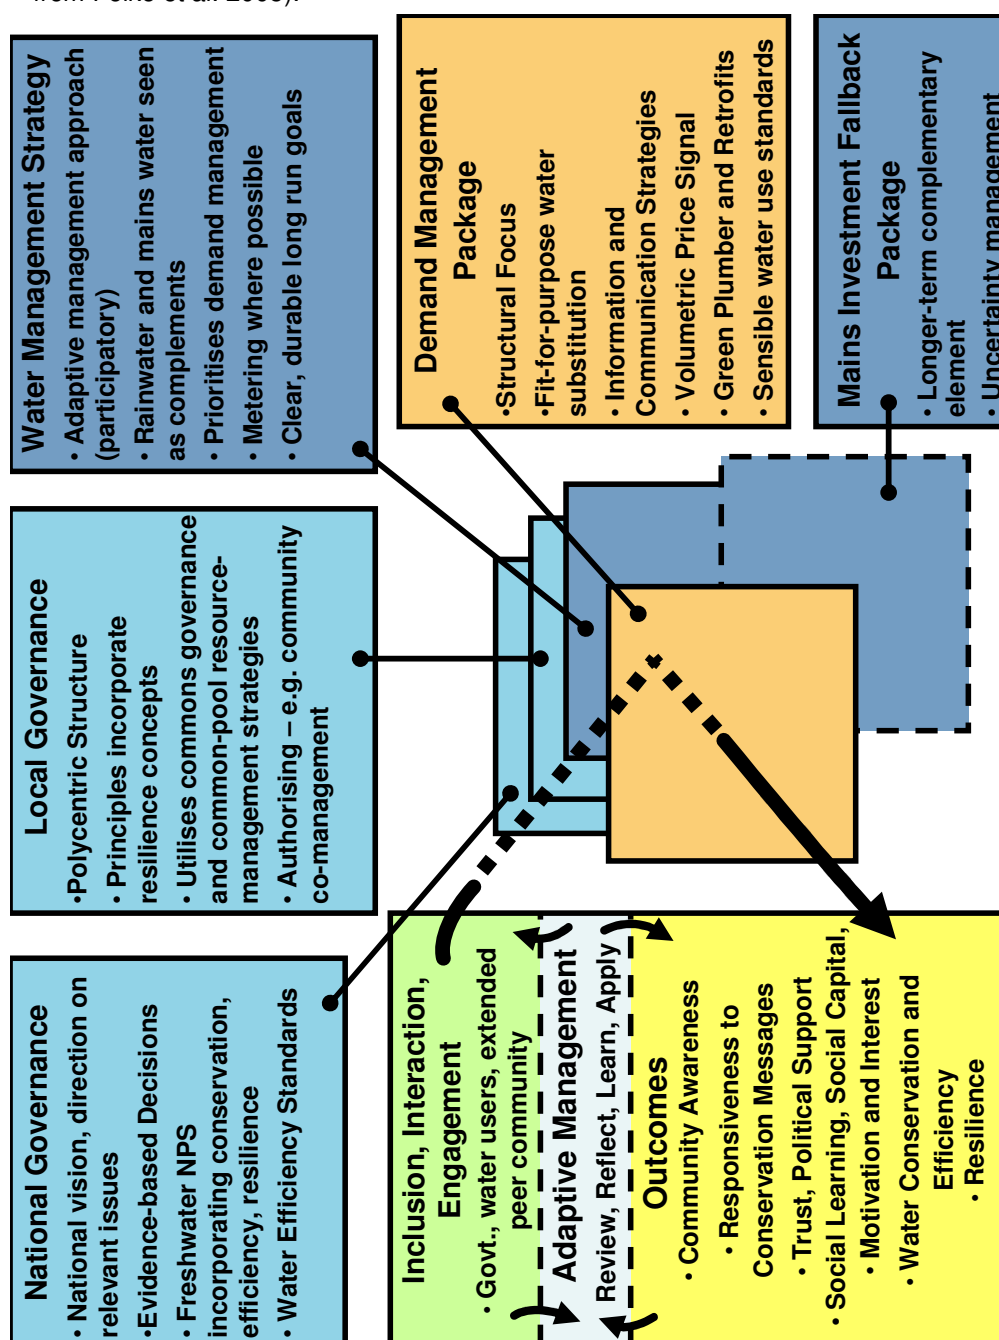 from Folke et al. 2005).
National Governance
• National vision, direction on
relevant issues
•Evidence-based Decisions
• Freshwater NPS
incorporating conservation,
efficiency, resilience
• Water Efficiency Standards
Local Governance
•Polycentric Structure
• Principles incorporate
resilience concepts
• Utilises commons governance
and common-pool resource-
management strategies
• Authorising – e.g. community
co-management
Water Management Strategy
• Adaptive management approach
(participatory)
• Rainwater and mains water seen
as complements
• Prioritises demand management
• Metering where possible
• Clear, durable long run goals
Inclusion, Interaction,
Engagement
• Govt., water users, extended
peer community
Adaptive Management
Review, Reflect, Learn, Apply
Outcomes
• Community Awareness
• Responsiveness to
Conservation Messages
• Trust, Political Support
• Social Learning, Social Capital,
• Motivation and Interest
• Water Conservation and
Efficiency
• Resilience
Demand Management
Package
•Structural Focus
•Fit-for-purpose water
substitution
• Information and
Communication Strategies
• Volumetric Price Signal
• Green Plumber and Retrofits
• Sensible water use standards
Mains Investment Fallback
Package
• Longer-term complementary
element
• Uncertainty management